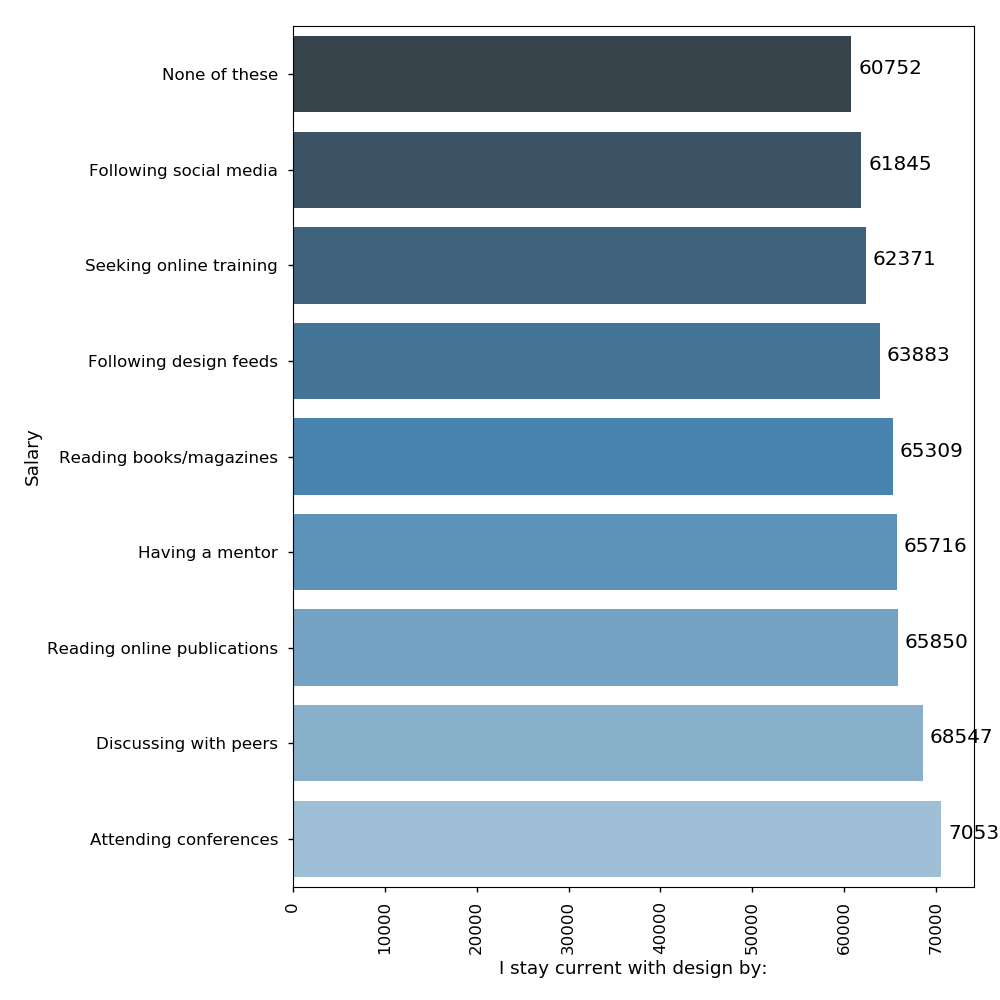 None of these
60752
Following social media
61845
Seeking online training
62371
Following design feeds
63883
Salary
Reading books/magazines
65309
Having a mentor
65716
Reading online publications
65850
Discussing with peers
68547
Attending conferences
7053
0
10000
20000
30000
40000
50000
60000
70000
I stay current with design by: